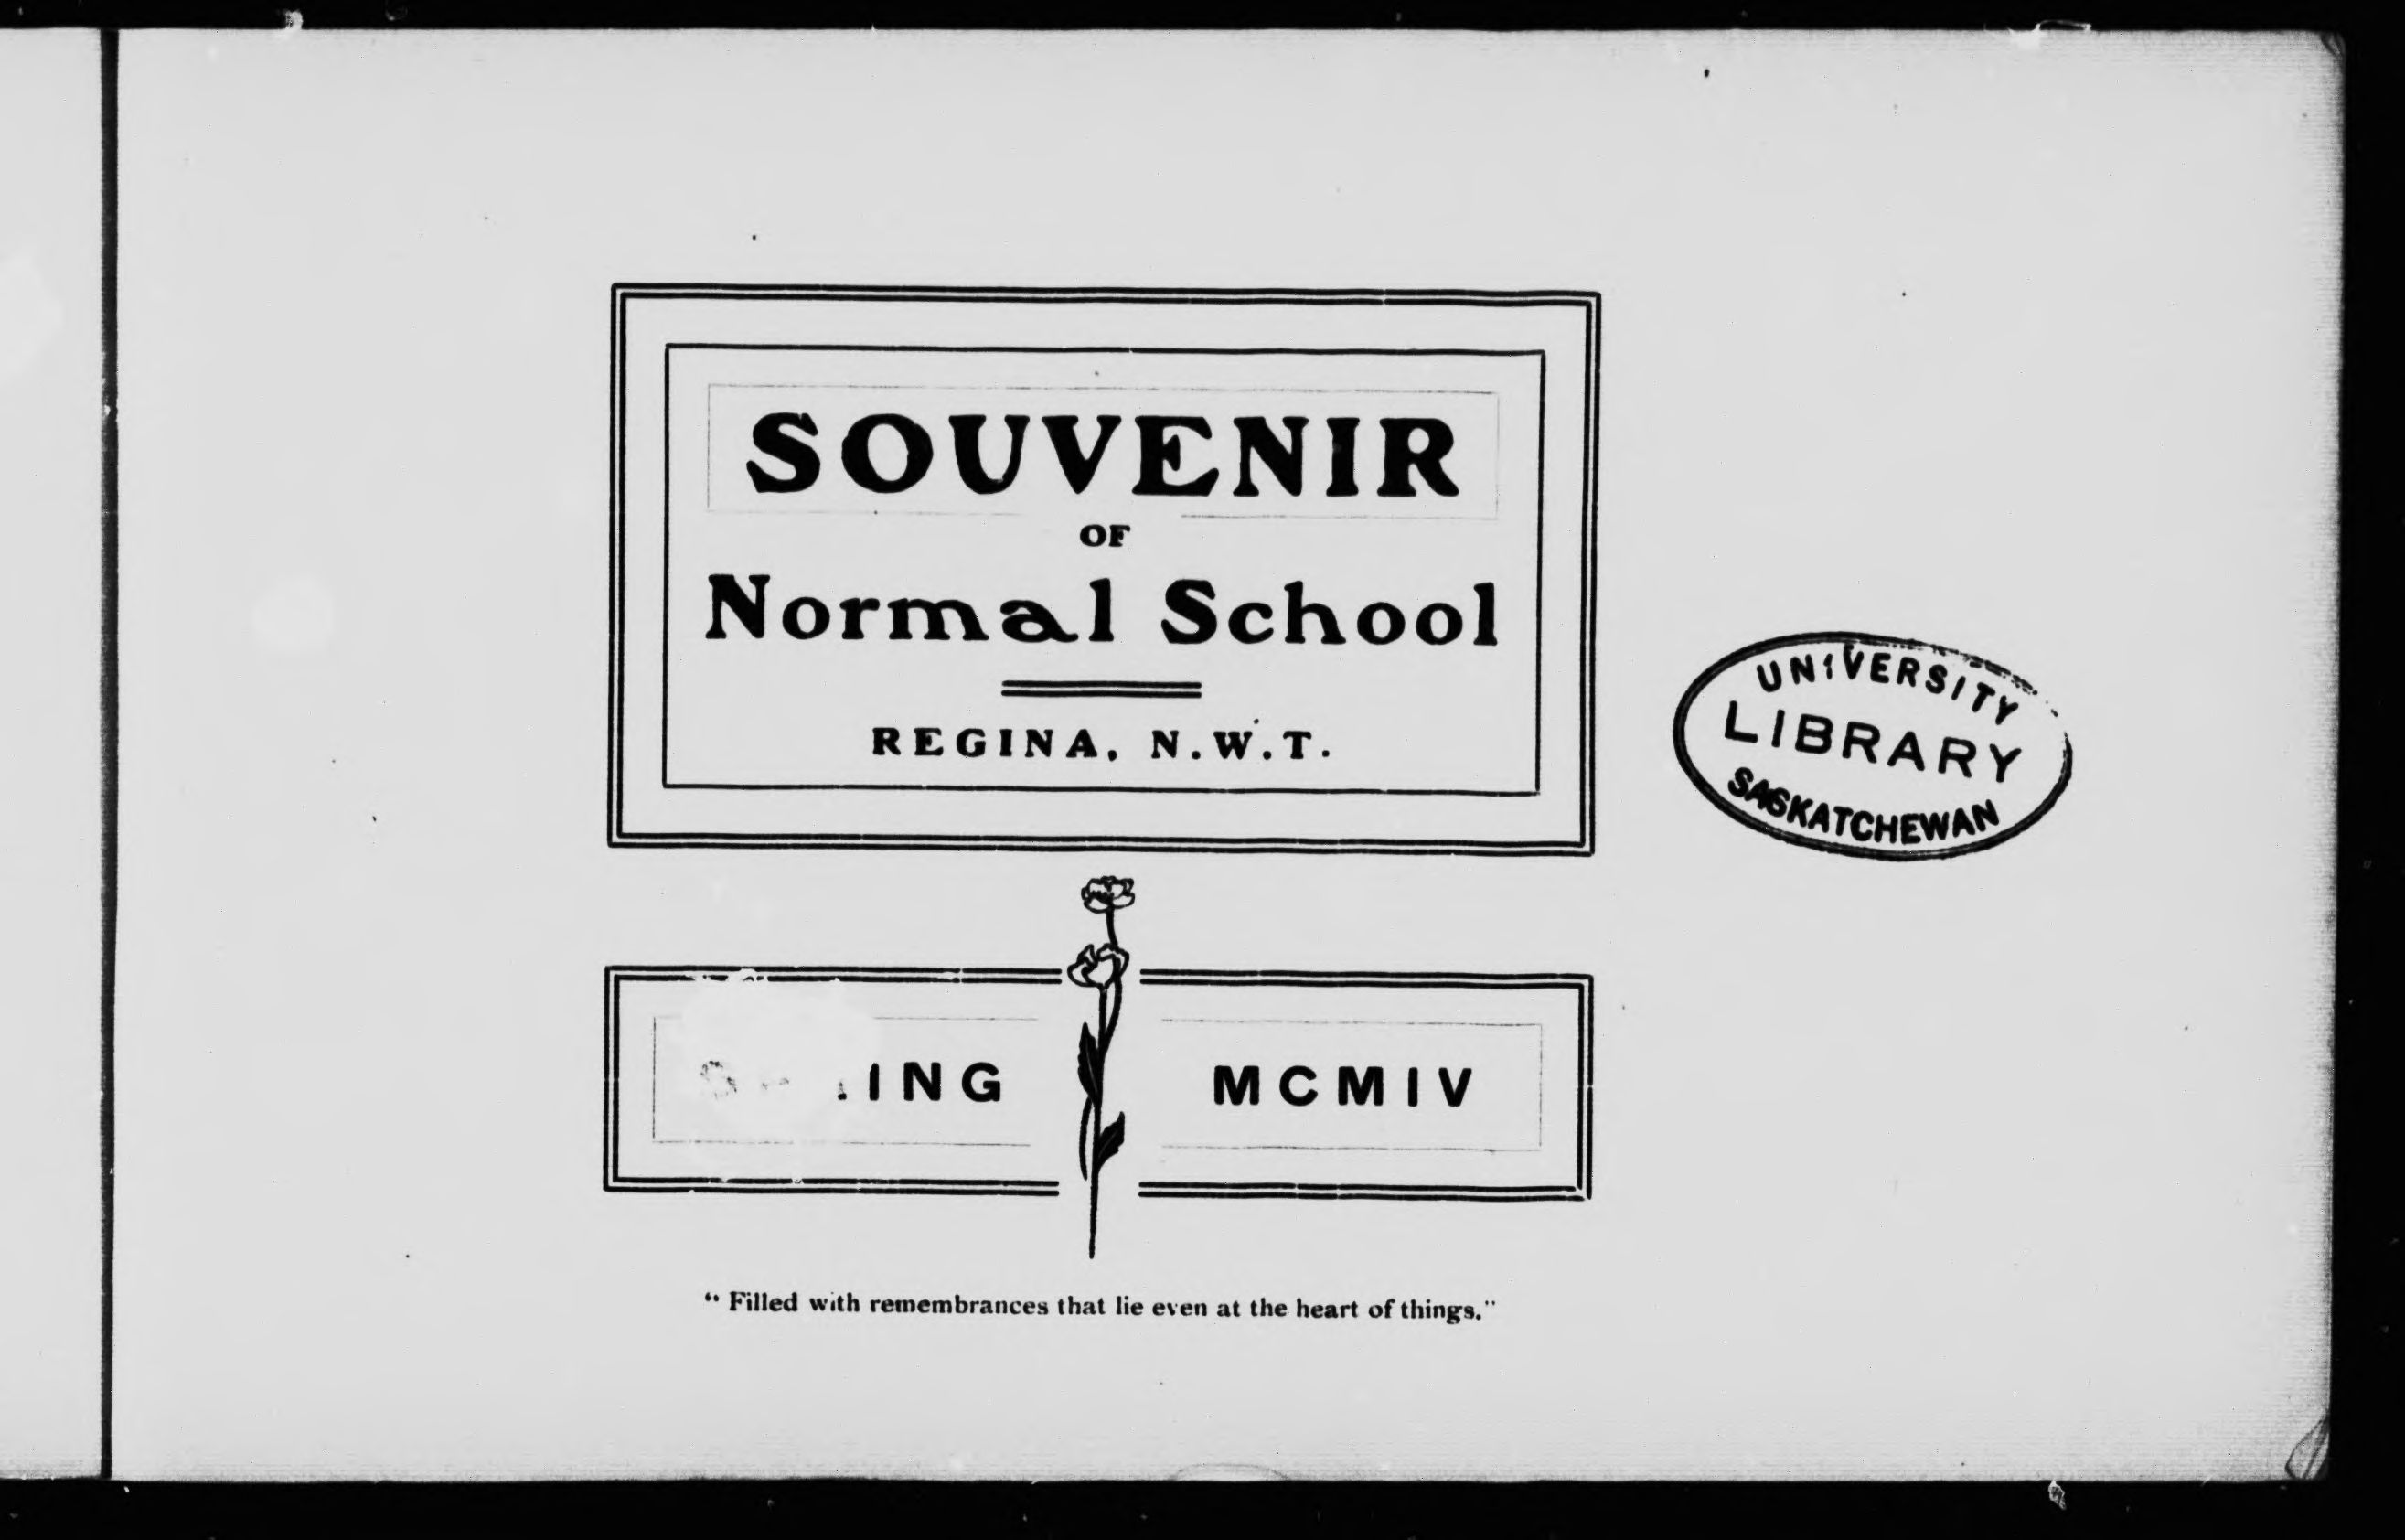 SOUVENIR
OF
Normal School
REGINA, N.W.T.
UNIVERSITY
LIBRARY
SASKATCHEWAN
MCMIV
“ Filled with remembrances that lie even at the heart of things.”